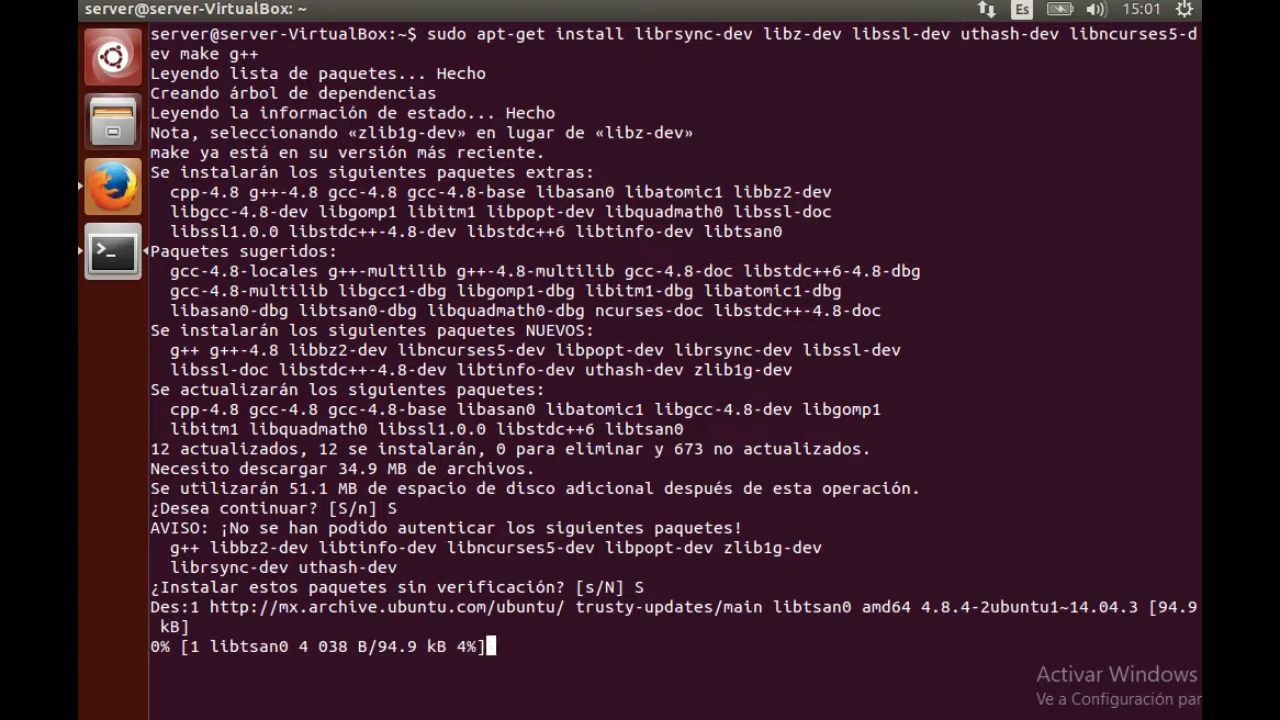 server@server-VirtualBox: ~
Es
15:01
server@server-VirtualBox:~$ sudo apt-get install librsync-dev libz-dev libssl-dev uthash-dev libncurses5-d
ev make g++
Leyendo lista de paquetes... Hecho
Creando árbol de dependencias
Leyendo la información de estado... Hecho
Nota, seleccionando «zlib1g-dev» en lugar de «libz-dev»
make ya está en su versión más reciente.
Se instalarán los siguientes paquetes extras:
cpp-4.8 g++-4.8 gcc-4.8 gcc-4.8-base libasan0 libatomic1 libbz2-dev
libgcc-4.8-dev libgomp1 libitm1 libpopt-dev libquadmath0 libssl-doc
libssl1.0.0 libstdc++-4.8-dev libstdc++6 libtinfo-dev libtsan0
Paquetes sugeridos:
gcc-4.8-locales g++-multilib g++-4.8-multilib gcc-4.8-doc libstdc++6-4.8-dbg
gcc-4.8-multilib libgcc1-dbg libgomp1-dbg libitm1-dbg libatomic1-dbg
libasan0-dbg libtsan0-dbg libquadmath0-dbg ncurses-doc libstdc++-4.8-doc
Se instalarán los siguientes paquetes NUEVOS:
g++ g++-4.8 libbz2-dev libncurses5-dev libpopt-dev librsync-dev libssl-dev
libssl-doc libstdc++-4.8-dev libtinfo-dev uthash-dev zlib1g-dev
Se actualizarán los siguientes paquetes:
cpp-4.8 gcc-4.8 gcc-4.8-base libasan0 libatomic1 libgcc-4.8-dev libgomp1
libitm1 libquadmath0 libssl1.0.0 libstdc++6 libtsan0
12 actualizados, 12 se instalarán, 0 para eliminar y 673 no actualizados.
Necesito descargar 34.9 MB de archivos.
Se utilizarán 51.1 MB de espacio de disco adicional después de esta operación.
¿Desea continuar? [S/n] S
AVISO: ¡No se han podido autenticar los siguientes paquetes!
g++ libbz2-dev libtinfo-dev libncurses5-dev libpopt-dev zlib1g-dev
librsync-dev uthash-dev
¿Instalar estos paquetes sin verificación? [s/N] S
Des:1 http://mx.archive.ubuntu.com/ubuntu/ trusty-updates/main libtsan0 amd64 4.8.4-2ubuntu1~14.04.3 [94.9
kB]
0% [1 libtsan0 4 038 B/94.9 kB 4%]
Activar Windows
Ve a Configuración par